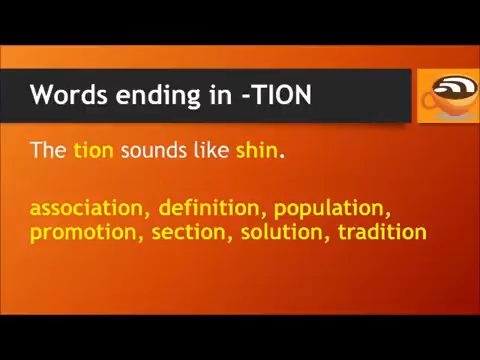 Words ending in -TION
The tion sounds like shin.
association, definition, population,
promotion, section, solution, tradition